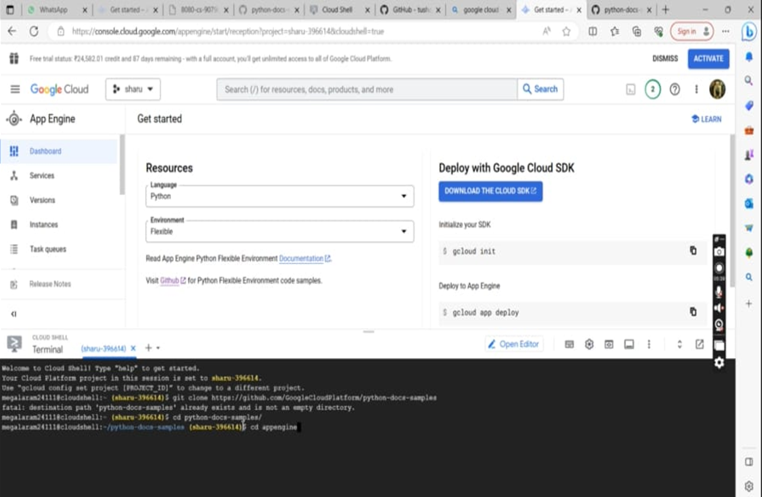 WhatsApp
Get started -
8080-cs-9079
python-docs-
Cloud Shell
GitHub - tush
google cloud
Get started -
python-docs-
https://console.cloud.google.com/appengine/start/reception?project=sharu-396614&cloudshell=true
Sign in
Free trial status: ₹24,582.01 credit and 87 days remaining - with a full account, you'll get unlimited access to all of Google Cloud Platform.
DISMISS
ACTIVATE
Google Cloud
sharu
Search (/) for resources, docs, products, and more
Search
2
App Engine
Get started
LEARN
Dashboard
Services
Versions
Instances
Task queues
Release Notes
Resources
Language
Python
Environment
Flexible
Read App Engine Python Flexible Environment Documentation.
Visit Github for Python Flexible Environment code samples.
Deploy with Google Cloud SDK
DOWNLOAD THE CLOUD SDK
Initialize your SDK
$ gcloud init
Deploy to App Engine
$ gcloud app deploy
CLOUD SHELL
Terminal
(sharu-396614)
Open Editor
Welcome to Cloud Shell! Type "help" to get started.
Your Cloud Platform project in this session is set to sharu-396614.
Use "gcloud config set project [PROJECT_ID]" to change to a different project.
megalaram24111@cloudshell:~ (sharu-396614)$ git clone https://github.com/GoogleCloudPlatform/python-docs-samples
fatal: destination path 'python-docs-samples' already exists and is not an empty directory.
megalaram24111@cloudshell:~ (sharu-396614)$ cd python-docs-samples/
megalaram24111@cloudshell:~/python-docs-samples (sharu-396614)$ cd appengine